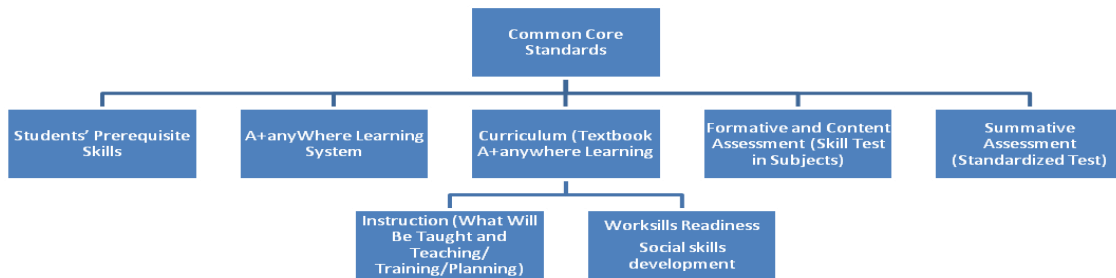 Common Core
Standards
Students' Prerequisite
Skills
A+anyWhere Learning
System
Curriculum (Textbook
A+anywhere Learning
Formative and Content
Assessment (Skill Test
in Subjects)
Summative
Assessment
(Standardized Test)
Instruction (What Will
Be Taught and
Teaching/
Training/Planning)
Worksills Readiness
Social skills
development